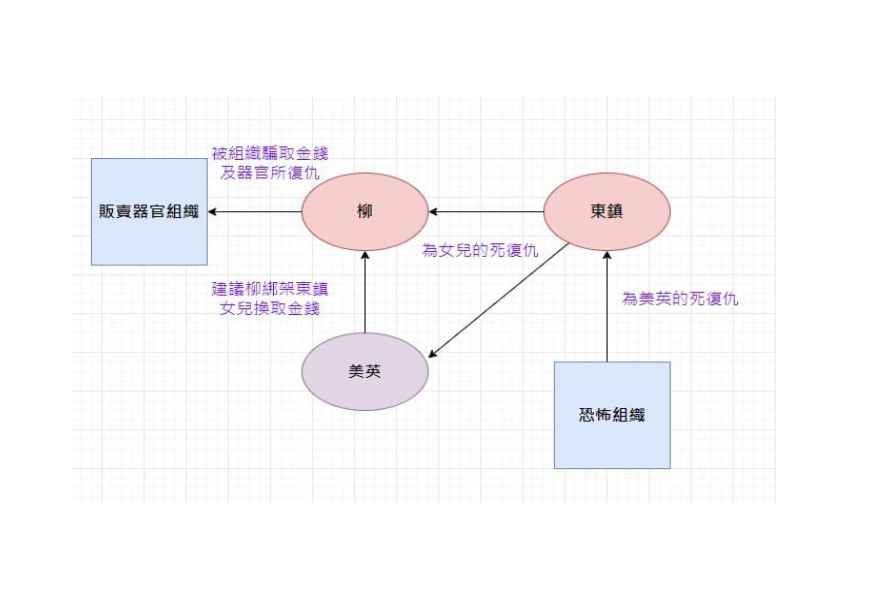 被組織騙取金錢
及器官所復仇
販賣器官組織
柳
東鎮
為女兒的死復仇
建議柳綁架東鎮
女兒換取金錢
為美英的死復仇
美英
恐怖組織